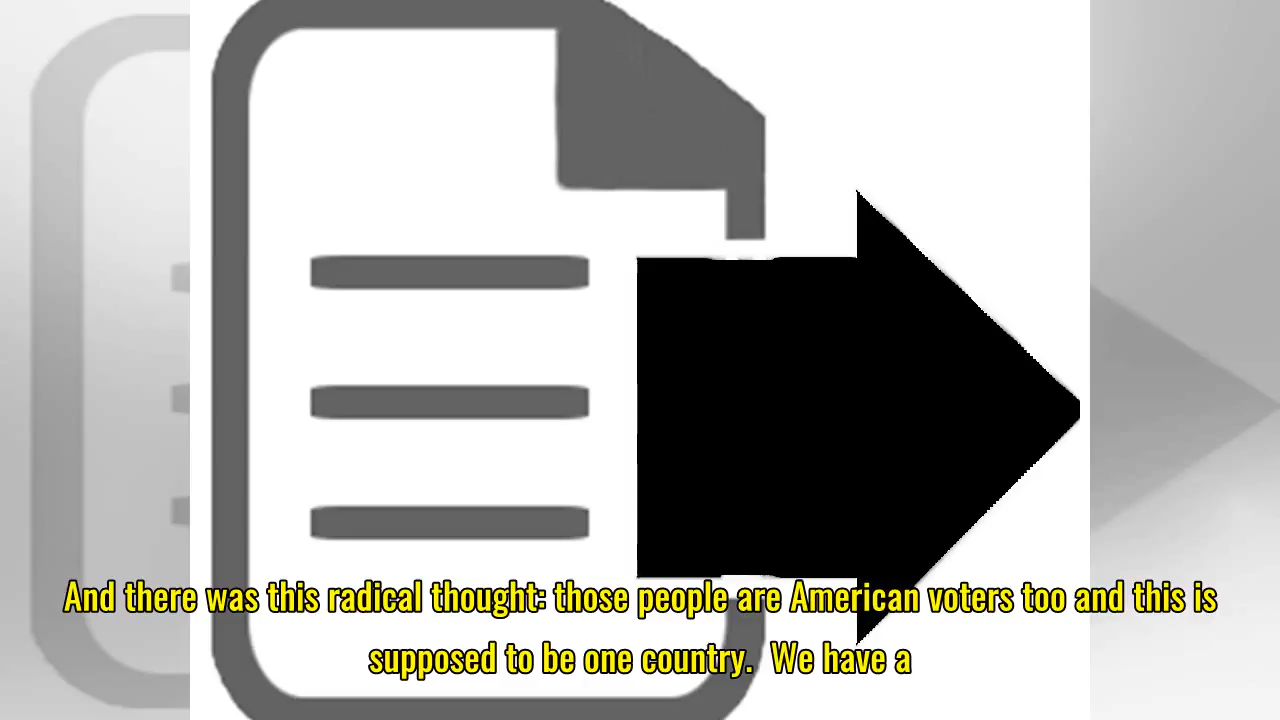 And there was this radical thought: those people are American voters too and this is
supposed to be one country.  We have a